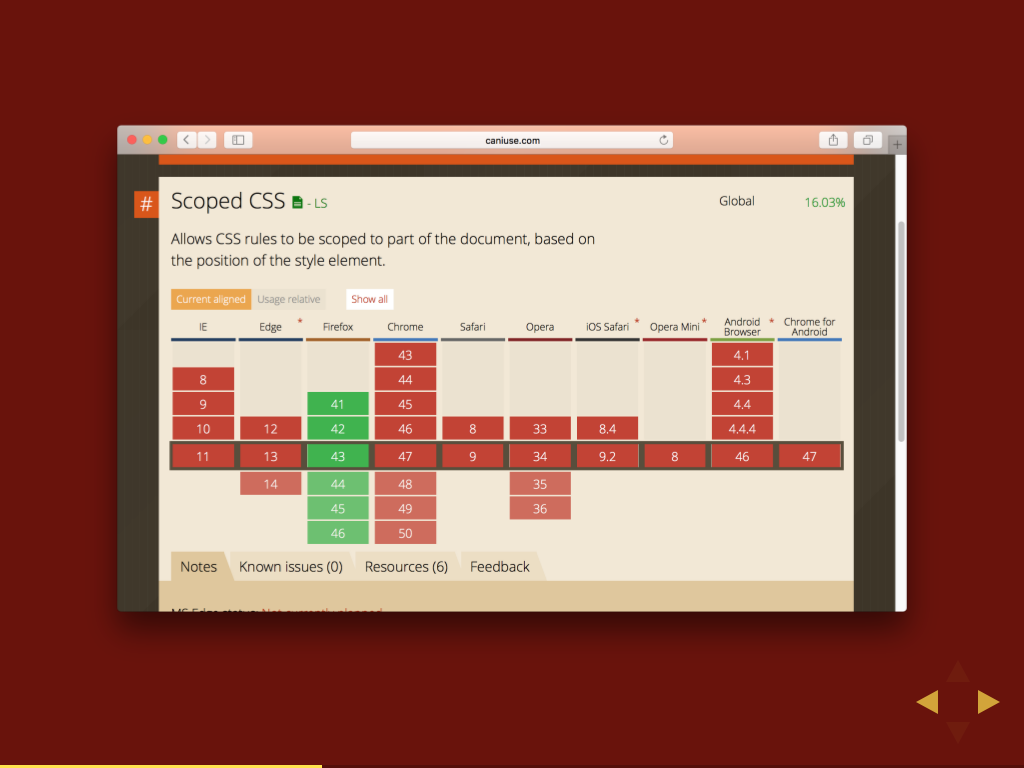 caniuse.com
# Scoped CSS - LS Global 16.03%
Allows CSS rules to be scoped to part of the document, based on
the position of the style element.
Current aligned Usage relative Show all
IE Edge * Firefox Chrome Safari Opera iOS Safari * Opera Mini * Android Browser * Chrome for Android
43 4.1
8 44 4.3
9 41 45 4.4
10 12 42 46 8 33 8.4 4.4.4
11 13 43 47 9 34 9.2 8 46 47
14 44 48 35
45 49 36
46 50
Notes Known issues (0) Resources (6) Feedback
MS Edge status: Not currently planned